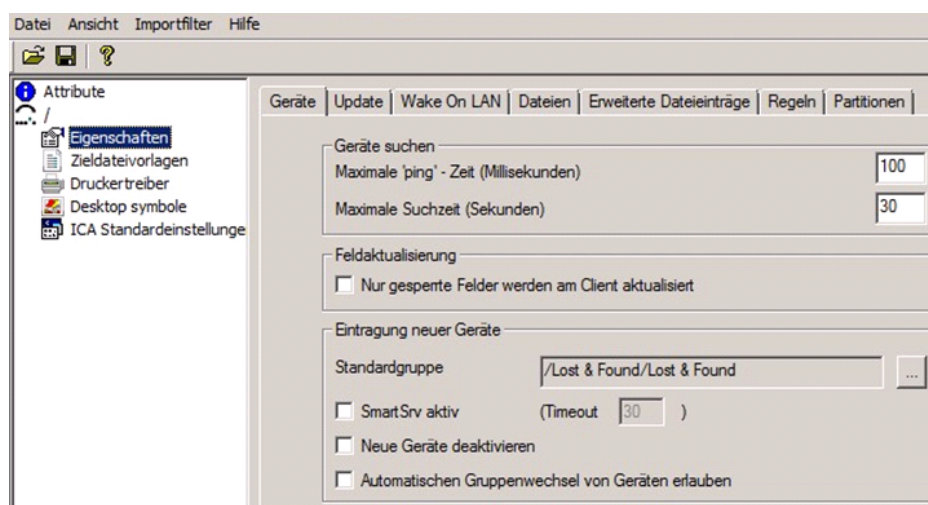 Datei Ansicht Importfilter Hilfe
Attribute
/
Eigenschaften
Zieldateivorlagen
Druckertreiber
Desktop symbole
ICA Standardeinstellunge
Geräte Update Wake On LAN Dateien Erweiterte Dateieinträge Regeln Partitionen
Geräte suchen
Maximale 'ping' - Zeit (Millisekunden) 100
Maximale Suchzeit (Sekunden) 30
Feldaktualisierung
Nur gesperrte Felder werden am Client aktualisiert
Eintragung neuer Geräte
Standardgruppe /Lost & Found/Lost & Found ...
SmartSrv aktiv (Timeout 30 )
Neue Geräte deaktivieren
Automatischen Gruppenwechsel von Geräten erlauben